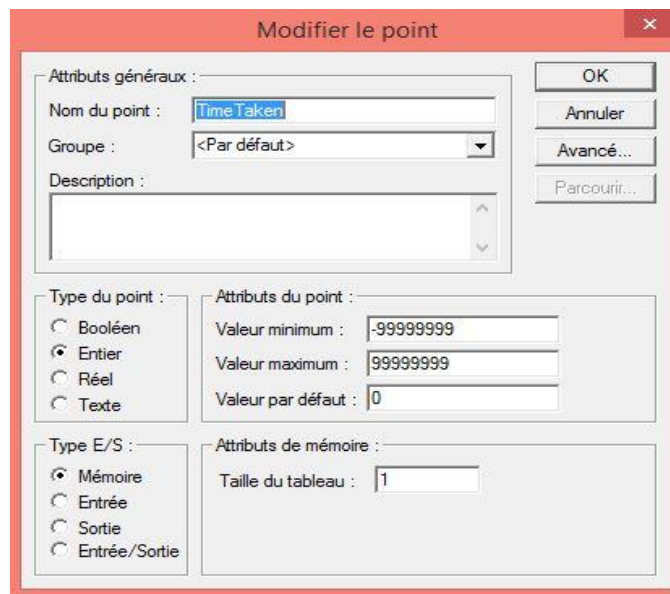 Modifier le point
Attributs généraux :
Nom du point : TimeTaken
Groupe : <Par défaut>
Description :
OK
Annuler
Avancé...
Parcourir...
Type du point :
Booléen
Entier
Réel
Texte
Attributs du point :
Valeur minimum : -99999999
Valeur maximum : 99999999
Valeur par défaut : 0
Type E/S :
Mémoire
Entrée
Sortie
Entrée/Sortie
Attributs de mémoire :
Taille du tableau : 1